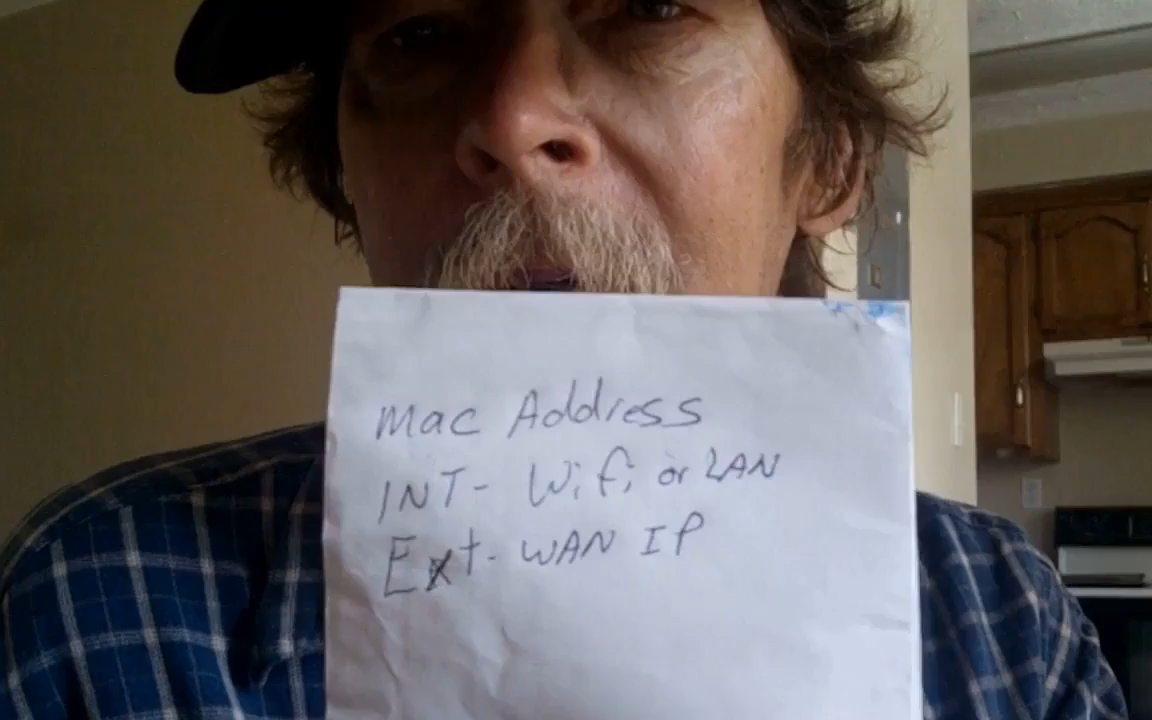 Mac Address
INT- Wifi or LAN
Ext- WAN IP